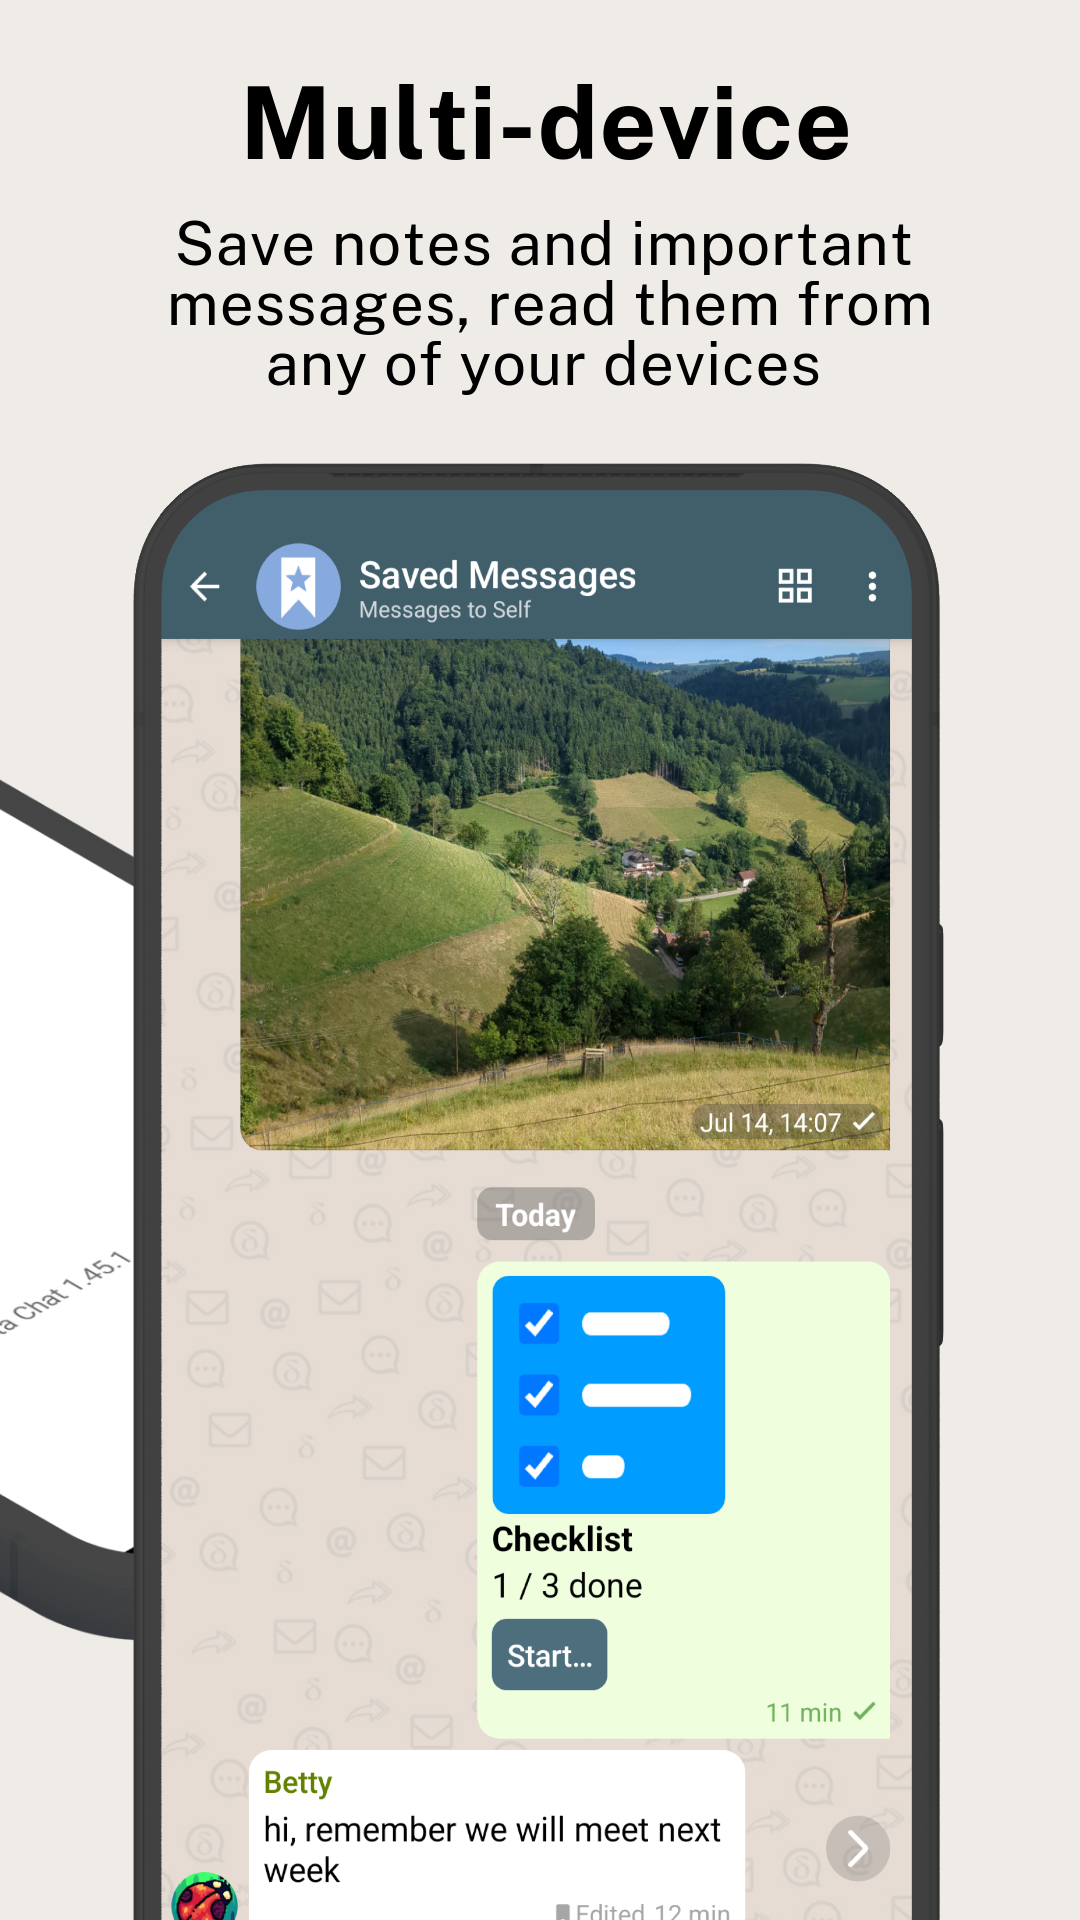 Multi-device
Save notes and important
messages, read them from
any of your devices
Saved Messages
Messages to Self
Jul 14, 14:07
Today
Checklist
1 / 3 done
Start...
11 min
Betty
hi, remember we will meet next
week
Edited 12 min
Chat 1.45.1